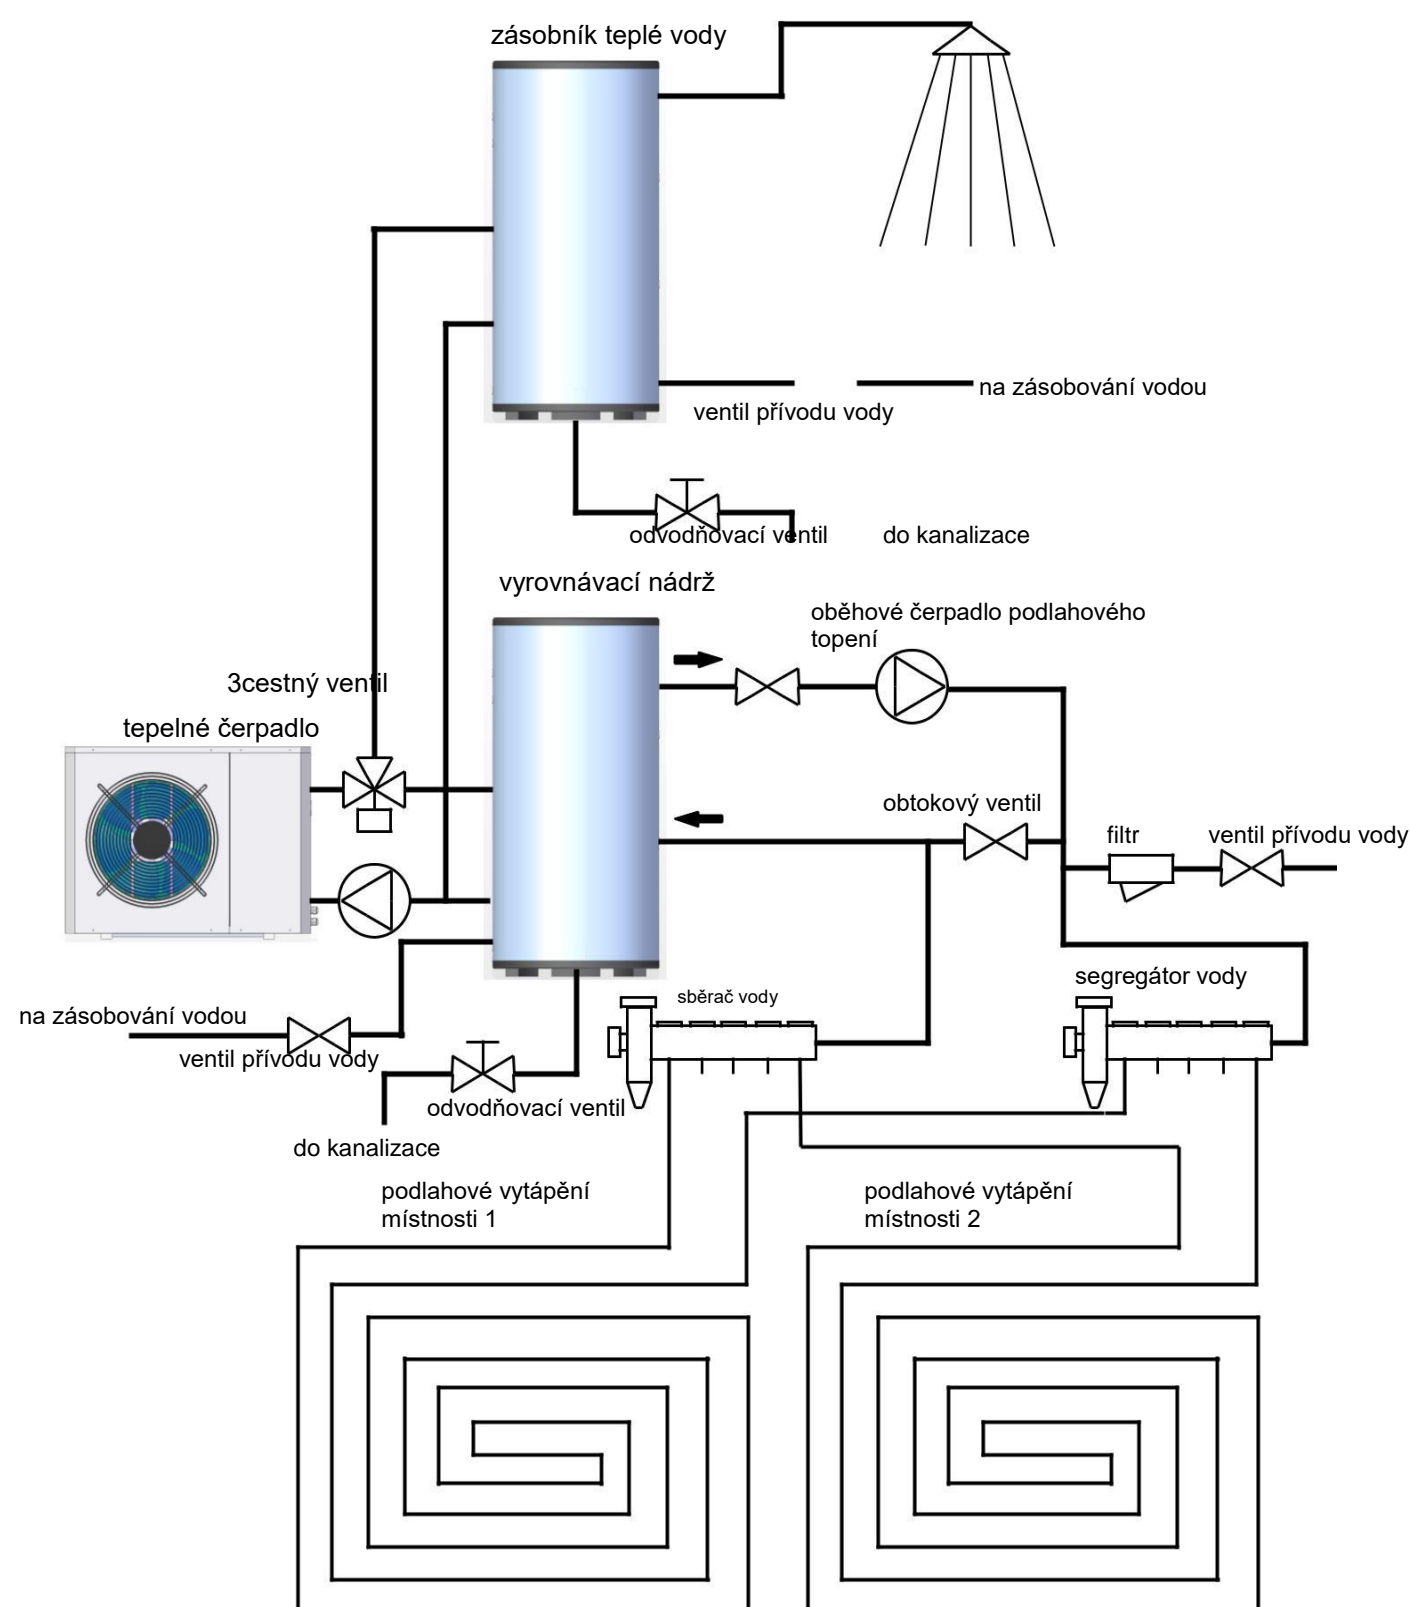 zásobník teplé vody
na zásobování vodou
ventil přívodu vody
odvodňovací ventil
do kanalizace
vyrovnávací nádrž
oběhové čerpadlo podlahového
topení
3cestný ventil
tepelné čerpadlo
obtokový ventil
filtr
ventil přívodu vody
segregátor vody
sběrač vody
na zásobování vodou
ventil přívodu vody
odvodňovací ventil
do kanalizace
podlahové vytápění
místnosti 1
podlahové vytápění
místnosti 2